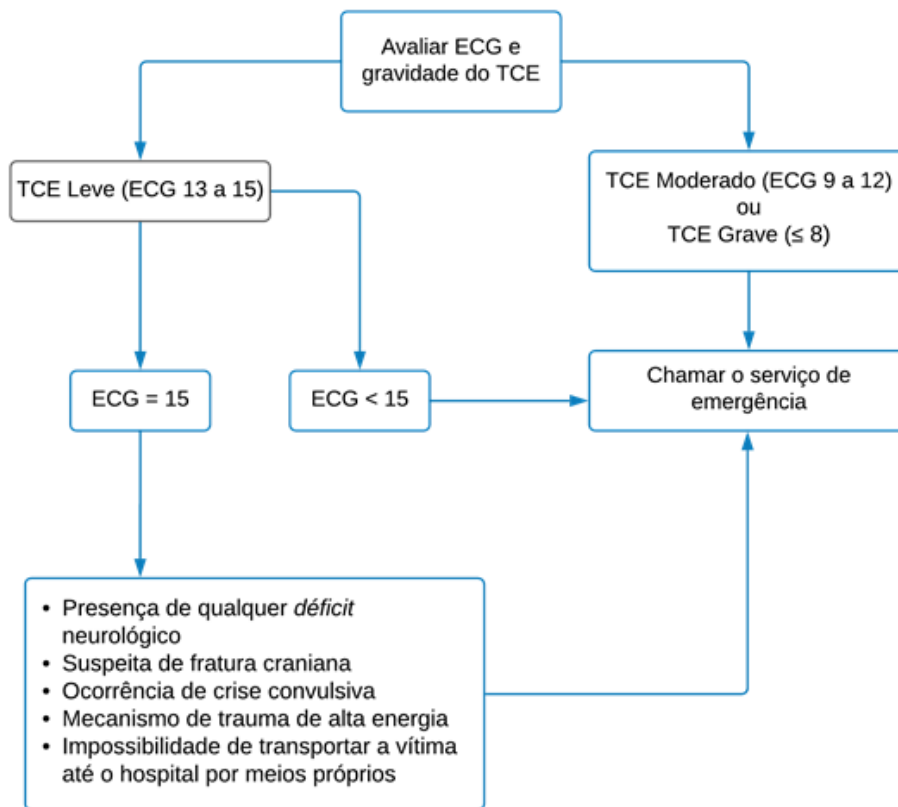 Avaliar ECG e
gravidade do TCE
TCE Leve (ECG 13 a 15)
TCE Moderado (ECG 9 a 12)
ou
TCE Grave (≤ 8)
ECG = 15
ECG < 15
Chamar o serviço de
emergência
• Presença de qualquer déficit
neurológico
• Suspeita de fratura craniana
• Ocorrência de crise convulsiva
• Mecanismo de trauma de alta energia
• Impossibilidade de transportar a vítima
até o hospital por meios próprios